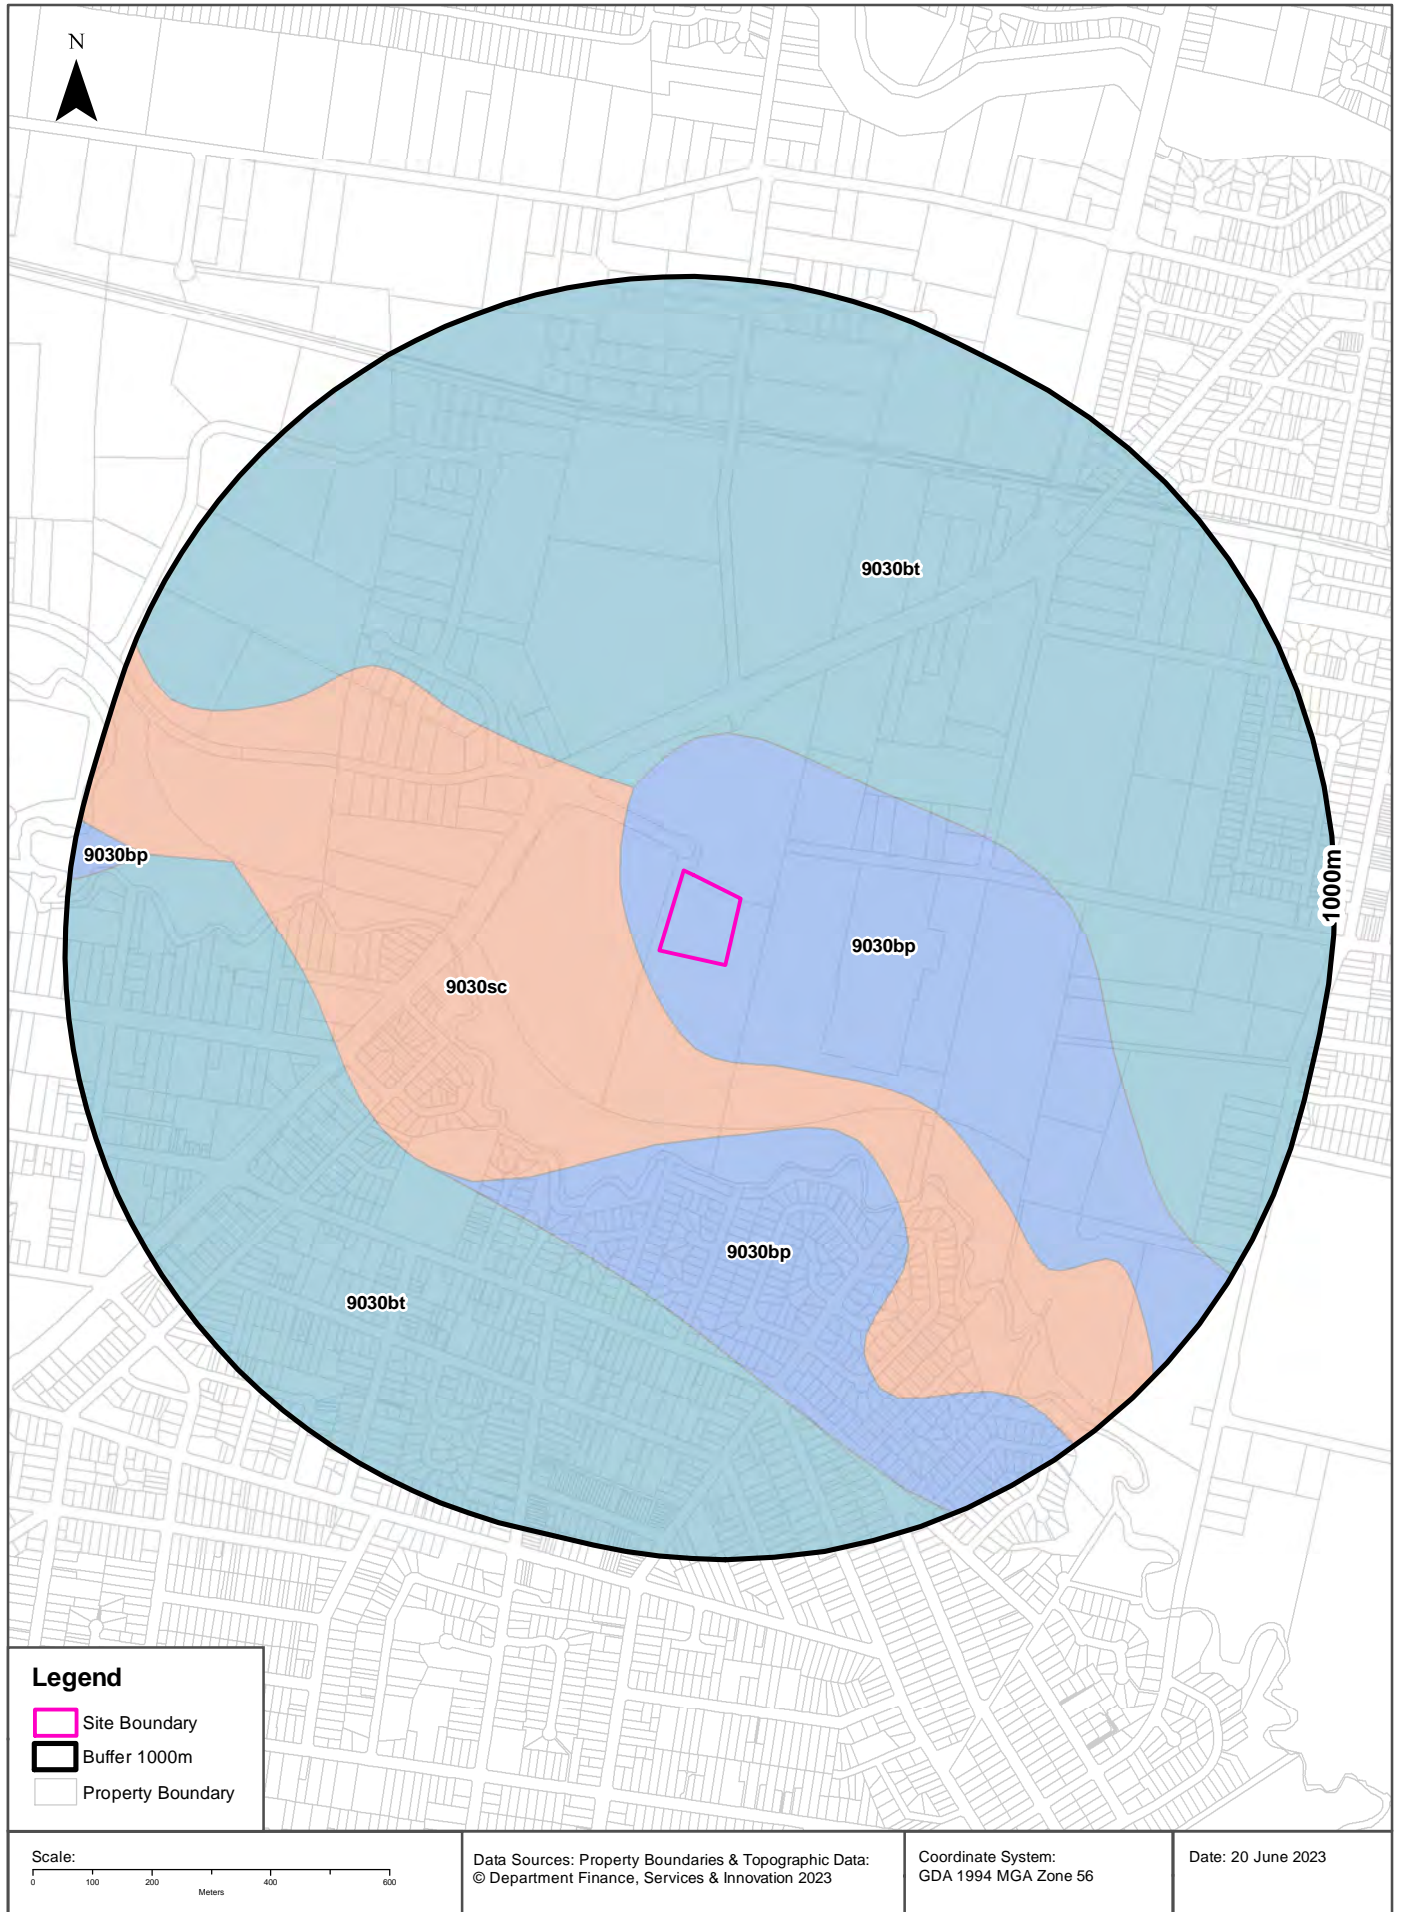 N
9030bt
1000m
9030bp
9030bp
9030sc
9030bp
9030bt
Legend
Site Boundary
Buffer 1000m
Property Boundary
Scale:
0 100 200 400 600
Meters
Data Sources: Property Boundaries & Topographic Data:
© Department Finance, Services & Innovation 2023
Coordinate System:
GDA 1994 MGA Zone 56
Date: 20 June 2023